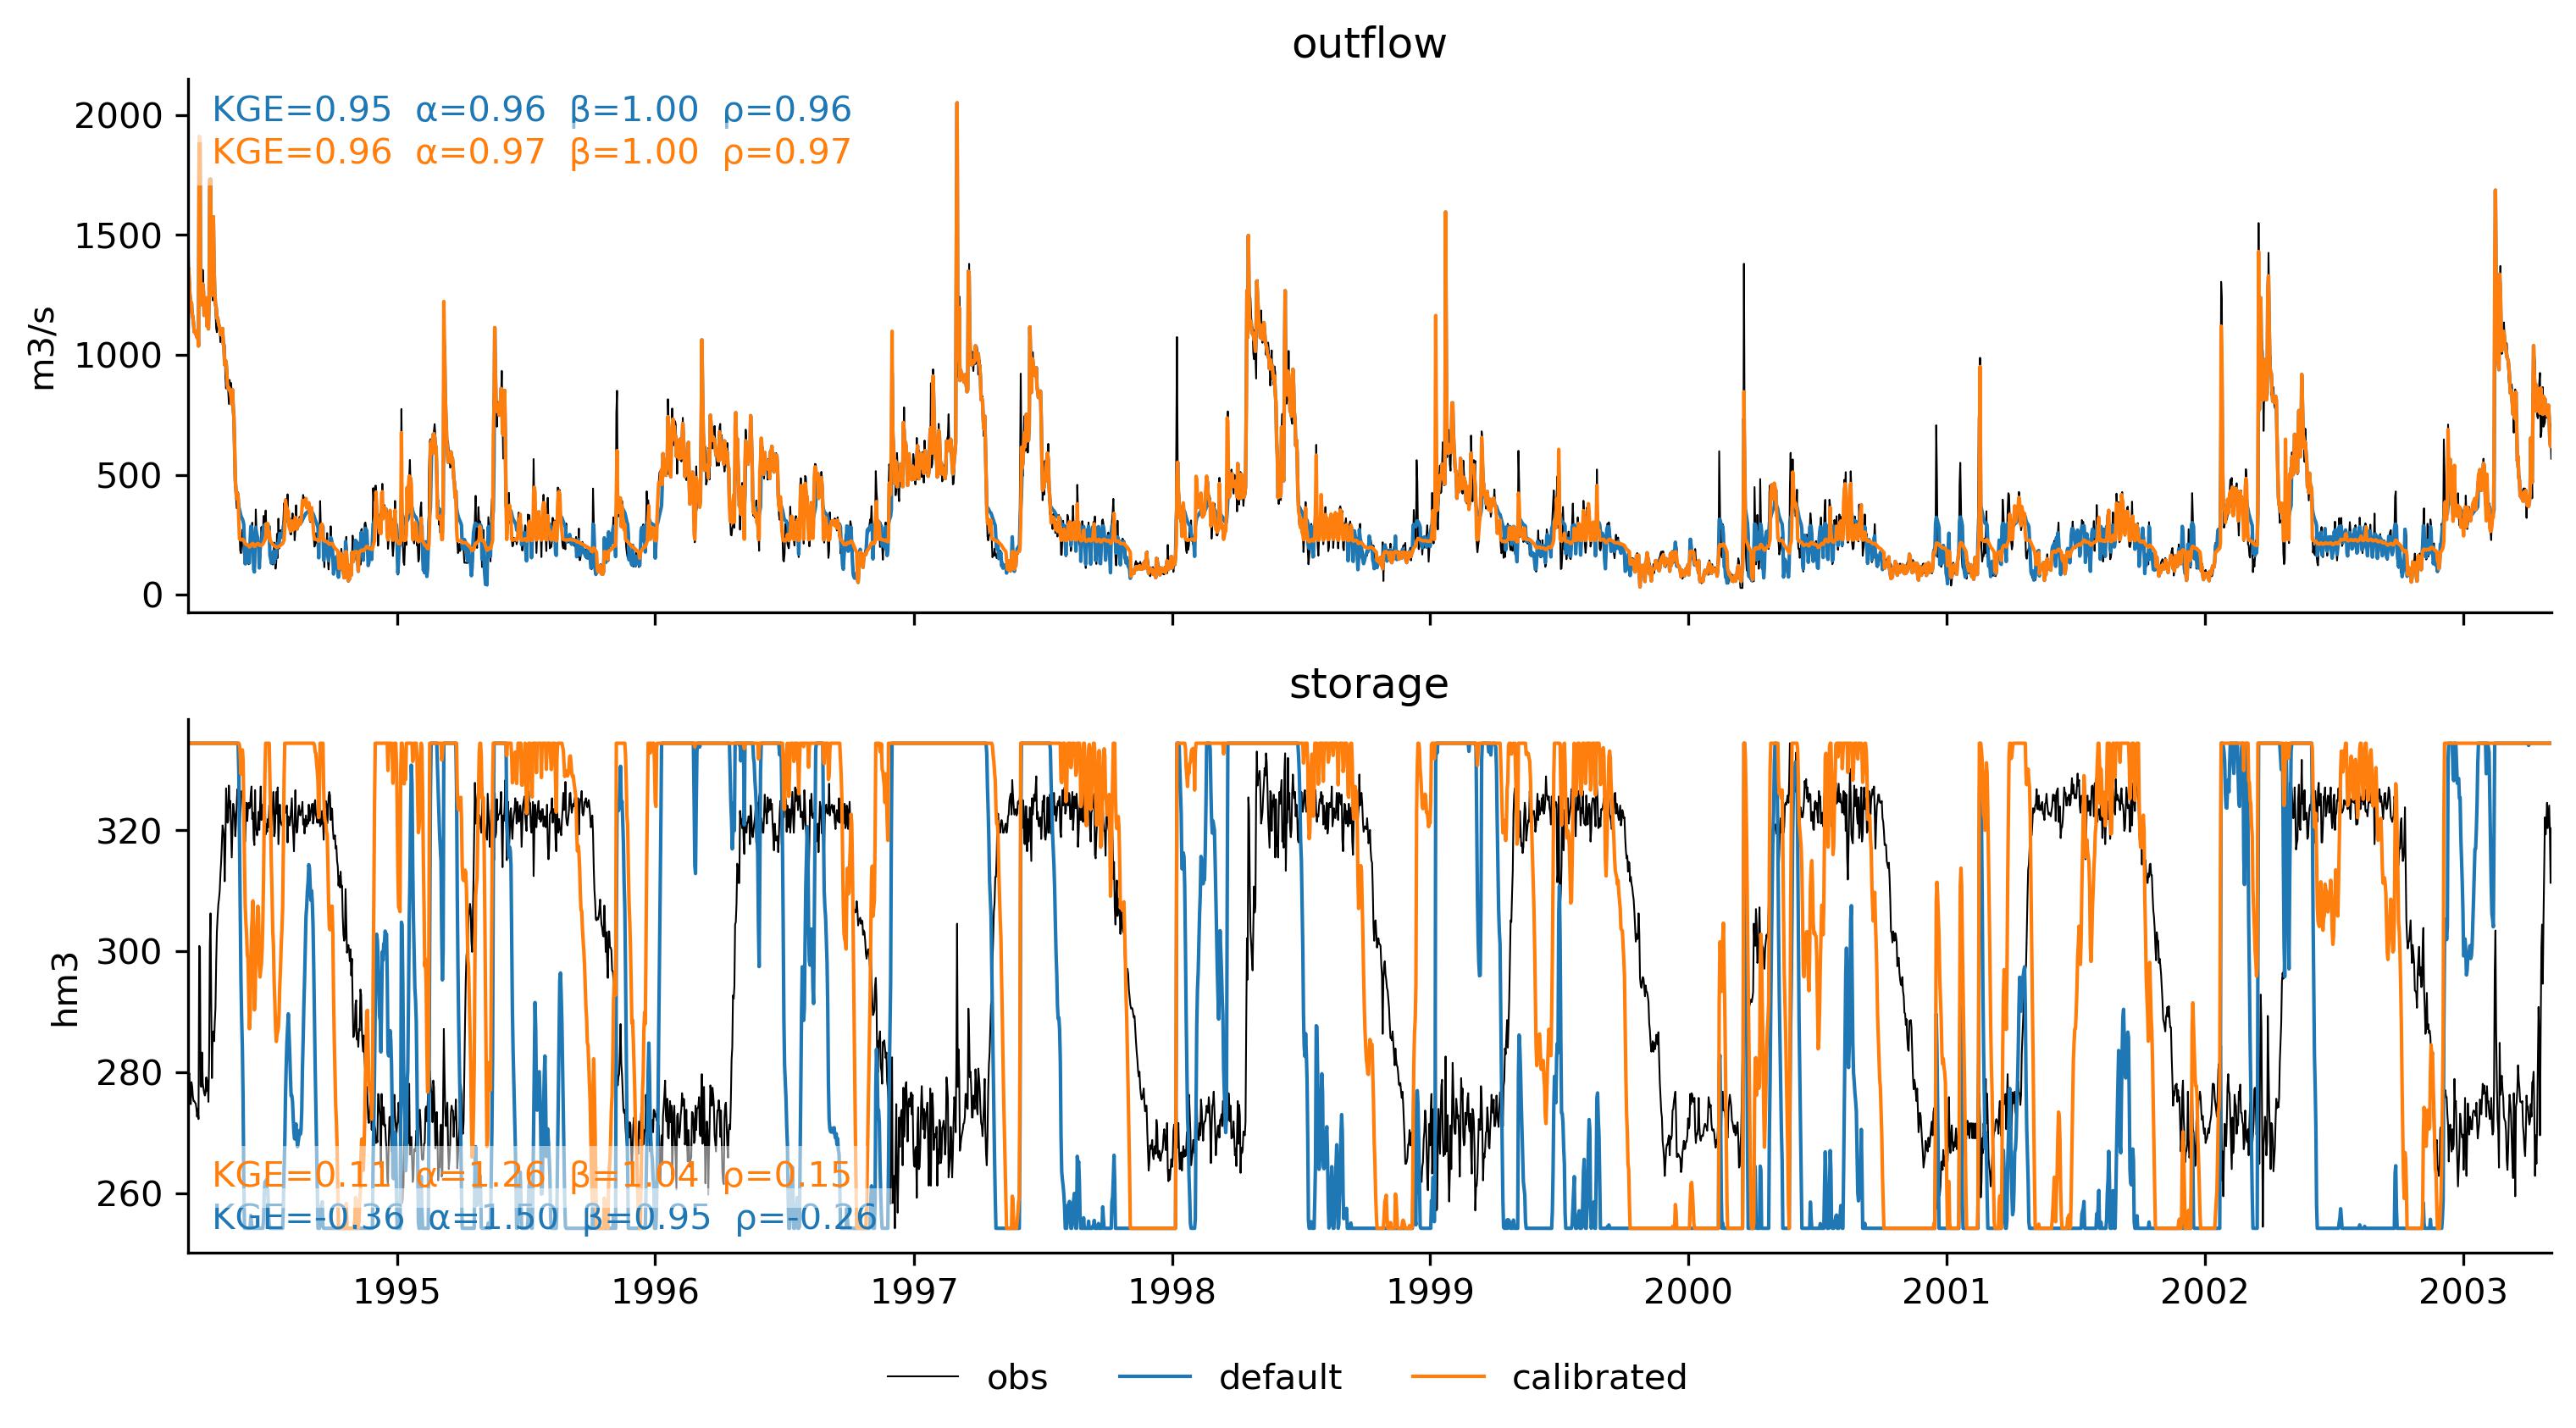 outflow
KGE=0.95 α=0.96 β=1.00 ρ=0.96
KGE=0.96 α=0.97 β=1.00 ρ=0.97
2000
1500
1000
500
0
m3/s
storage
320
300
280
260
hm3
KGE=0.11 α=1.26 β=1.04 ρ=0.15
KGE=-0.36 α=1.50 β=0.95 ρ=-0.26
1995 1996 1997 1998 1999 2000 2001 2002 2003
obs default calibrated